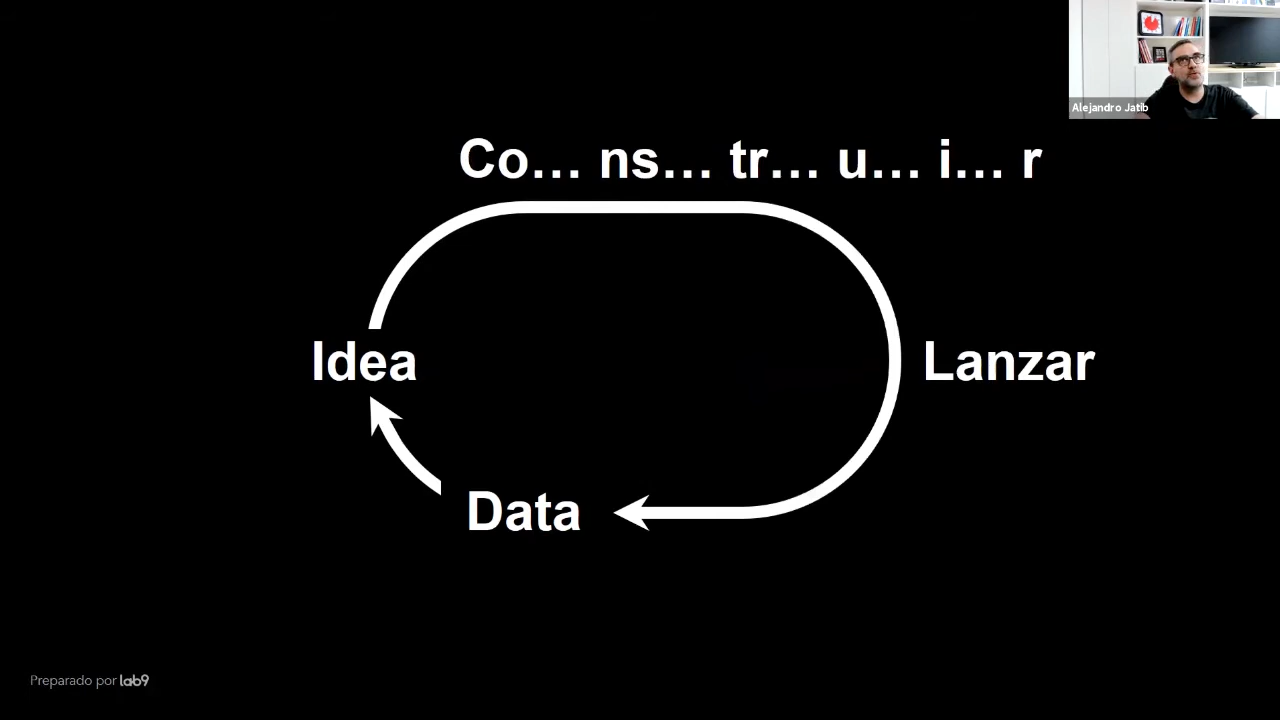 Alejandro Jatib
Co... ns... tr... u... i... r
Idea
Lanzar
Data
Preparado por lab9